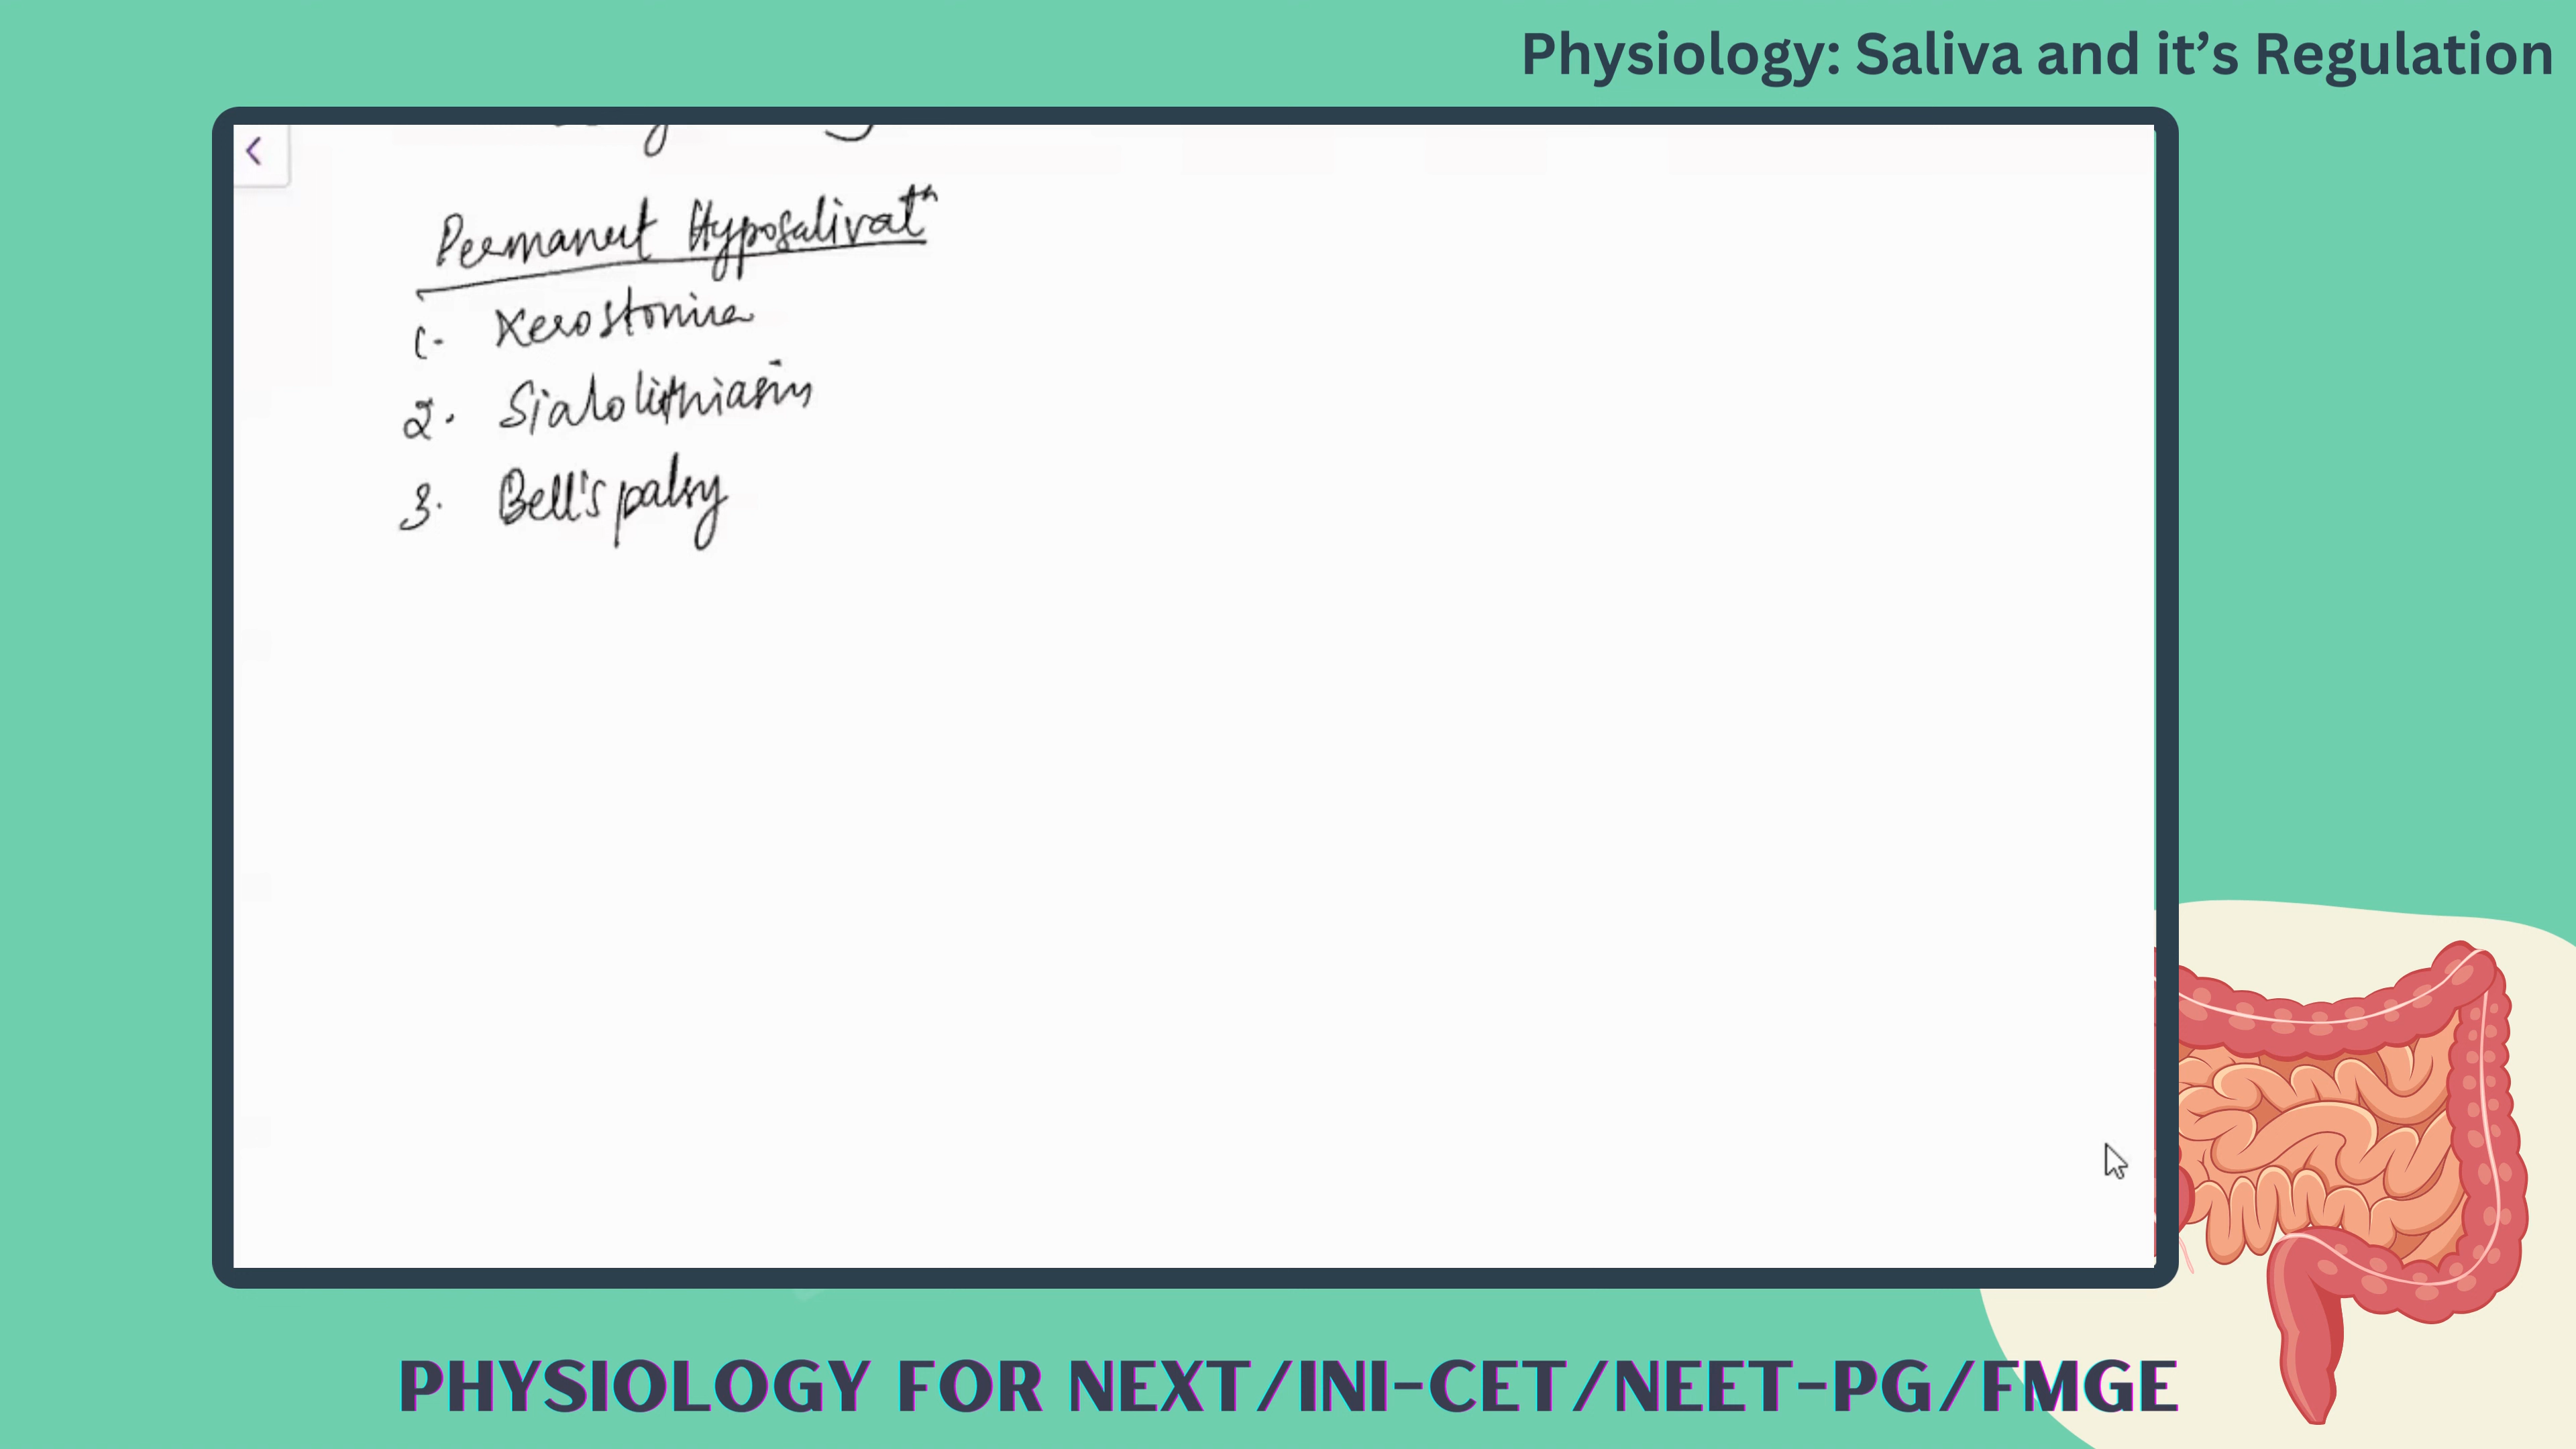 Physiology: Saliva and it’s Regulation
Permanent Hyposalivatⁿ
1. Xerostomia
2. Sialolithiasis
3. Bell's palsy
PHYSIOLOGY FOR NEXT/INI-CET/NEET-PG/FMGE